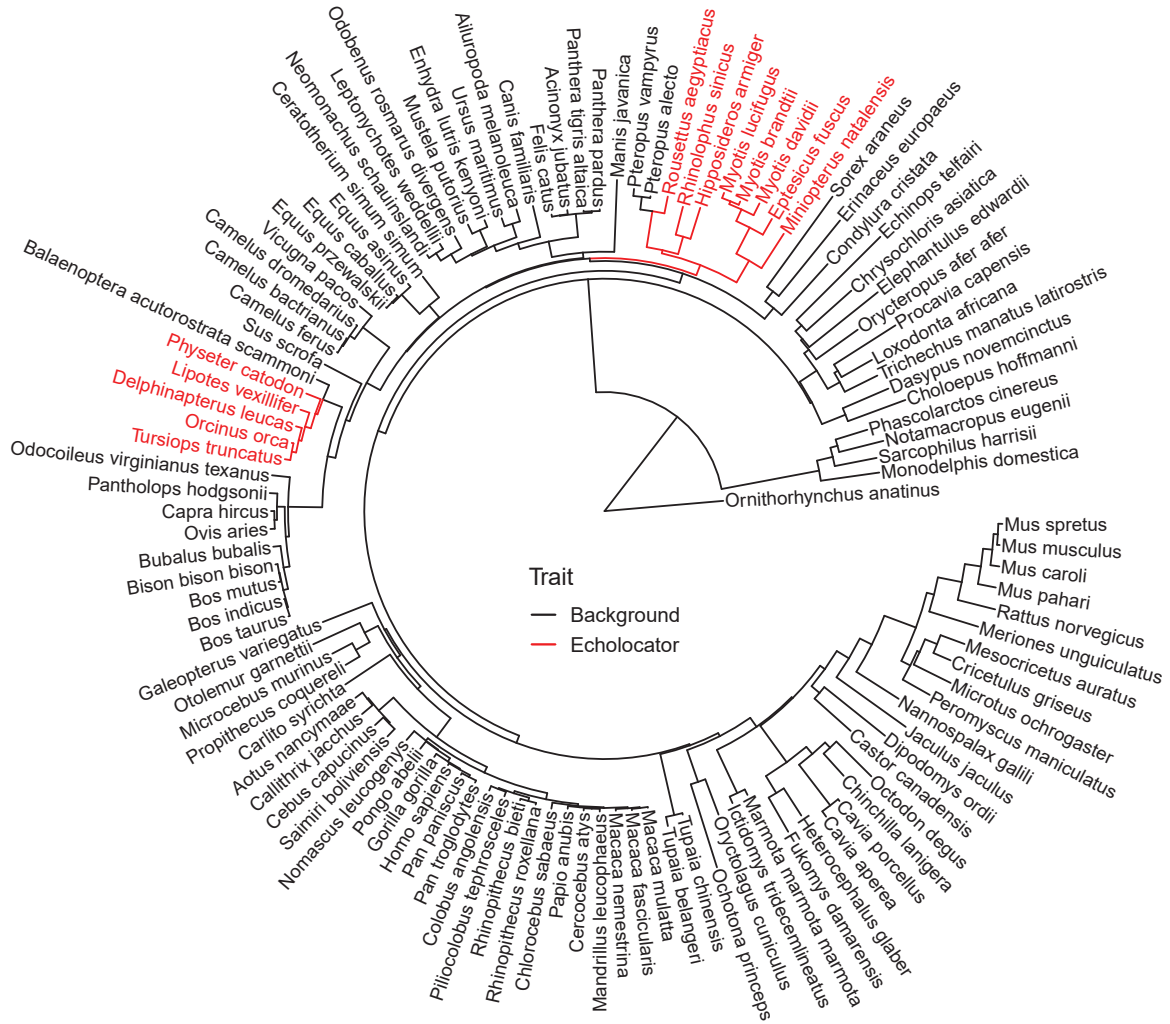 Balaenoptera acutorostrata scammoni
Physeter catodon
Lipotes vexillifer
Delphinapterus leucas
Orcinus orca
Tursiops truncatus
Sus scrofa
Camelus ferus
Camelus bactrianus
Camelus dromedarius
Vicugna pacos
Equus przewalskii
Equus caballus
Equus asinus
Ceratotherium simum simum
Neomonachus schauinslandi
Leptonychotes weddellii
Odobenus rosmarus divergens
Mustela putorius
Enhydra lutris kenyoni
Ursus maritimus
Ailuropoda melanoleuca
Canis familiaris
Felis catus
Acinonyx jubatus
Panthera tigris altaica
Panthera pardus
Manis javanica
Pteropus vampyrus
Pteropus alecto
Rousettus aegyptiacus
Rhinolophus sinicus
Hipposideros armiger
Myotis lucifugus
Myotis brandtii
Myotis davidii
Eptesicus fuscus
Miniopterus natalensis
Sorex araneus
Erinaceus europaeus
Condylura cristata
Echinops telfairi
Chrysochloris asiatica
Elephantulus edwardii
Orycteropus afer afer
Procavia capensis
Loxodonta africana
Trichechus manatus latirostris
Dasypus novemcinctus
Choloepus hoffmanni
Phascolarctos cinereus
Notamacropus eugenii
Sarcophilus harrisii
Monodelphis domestica
Ornithorhynchus anatinus
Mus spretus
Mus musculus
Mus caroli
Mus pahari
Rattus norvegicus
Meriones unguiculatus
Mesocricetus auratus
Cricetulus griseus
Microtus ochrogaster
Peromyscus maniculatus
Nannospalax galili
Jaculus jaculus
Dipodomys ordii
Castor canadensis
Octodon degus
Chinchilla lanigera
Cavia porcellus
Cavia aperea
Heterocephalus glaber
Fukomys damarensis
Marmota marmota marmota
Ictidomys tridecemlineatus
Oryctolagus cuniculus
Ochotona princeps
Tupaia chinensis
Tupaia belangeri
Macaca mulatta
Macaca fascicularis
Macaca nemestrina
Mandrillus leucophaeus
Cercocebus atys
Papio anubis
Chlorocebus sabaeus
Rhinopithecus roxellana
Rhinopithecus bieti
Piliocolobus tephrosceles
Colobus angolensis
Pan troglodytes
Pan paniscus
Homo sapiens
Gorilla gorilla
Pongo abelii
Nomascus leucogenys
Saimiri boliviensis
Cebus capucinus
Callithrix jacchus
Aotus nancymaae
Carlito syrichta
Propithecus coquereli
Microcebus murinus
Otolemur garnettii
Galeopterus variegatus
Bos taurus
Bos indicus
Bos mutus
Bison bison bison
Bubalus bubalis
Ovis aries
Capra hircus
Pantholops hodgsonii
Odocoileus virginianus texanus
Trait
Background
Echolocator